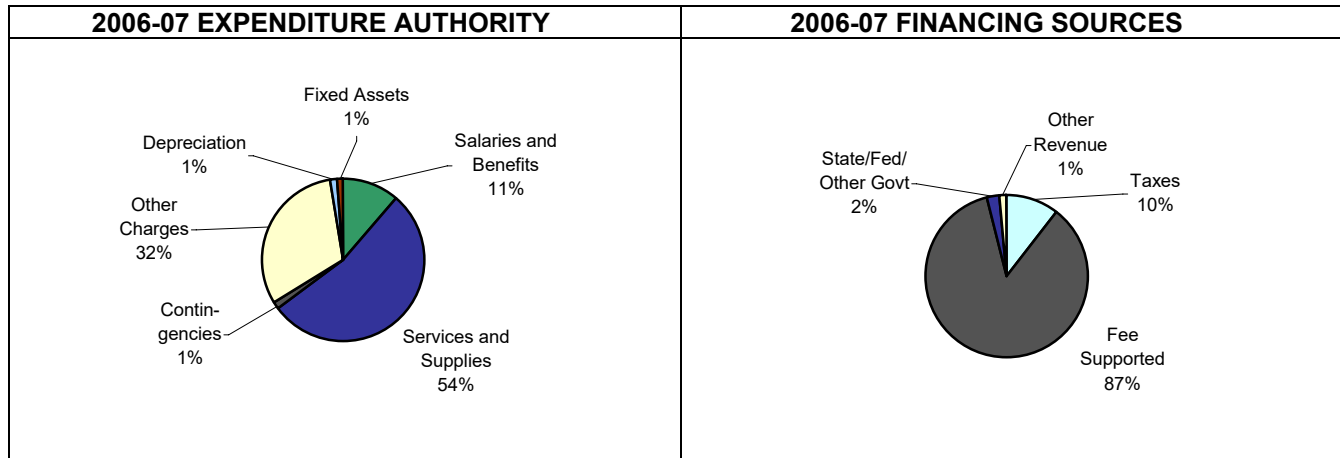 2006-07 EXPENDITURE AUTHORITY
Fixed Assets
1%
Depreciation
1%
Salaries and
Benefits
11%
Other
Charges
32%
Contin-
gencies
1%
Services and
Supplies
54%
2006-07 FINANCING SOURCES
Other
Revenue
1%
State/Fed/
Other Govt
2%
Taxes
10%
Fee
Supported
87%